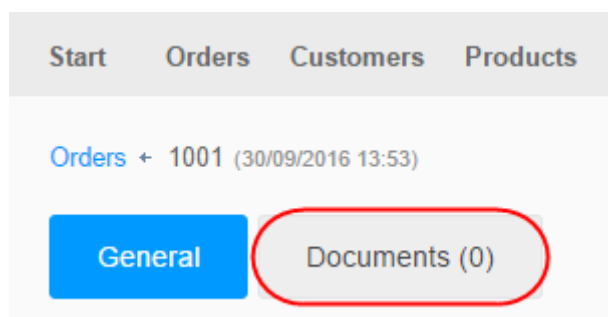 Start Orders Customers Products
Orders ← 1001 (30/09/2016 13:53)
General Documents (0)